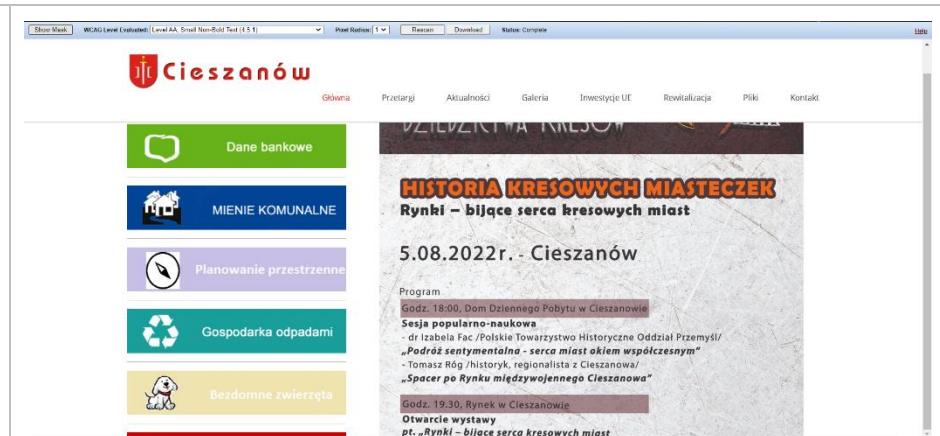 Show Mask WCAG Level Evaluated: Level AA, Small Non-Bold Text (4.5:1) Pixel Radius: 1 Rescan Download Status: Complete Help
Cieszanów
Główna Przetargi Aktualności Galeria Inwestycje UE Rewitalizacja Pliki Kontakt
Dane bankowe
MIENIE KOMUNALNE
Planowanie przestrzenne
Gospodarka odpadami
Bezdomne zwierzęta
DZIEDZICTWA KRESÓW
HISTORIA KRESOWYCH MIASTECZEK
Rynki – bijące serca kresowych miast
5.08.2022r. - Cieszanów
Program
Godz. 18:00, Dom Dziennego Pobytu w Cieszanowie
Sesja popularno-naukowa
- dr Izabela Fac /Polskie Towarzystwo Historyczne Oddział Przemyśl/
„Podróż sentymentalna - serca miast okiem współczesnym"
- Tomasz Róg /historyk, regionalista z Cieszanowa/
„Spacer po Rynku międzywojennego Cieszanowa"
Godz. 19.30, Rynek w Cieszanowie
Otwarcie wystawy
pt. „Rynki – bijące serca kresowych miast